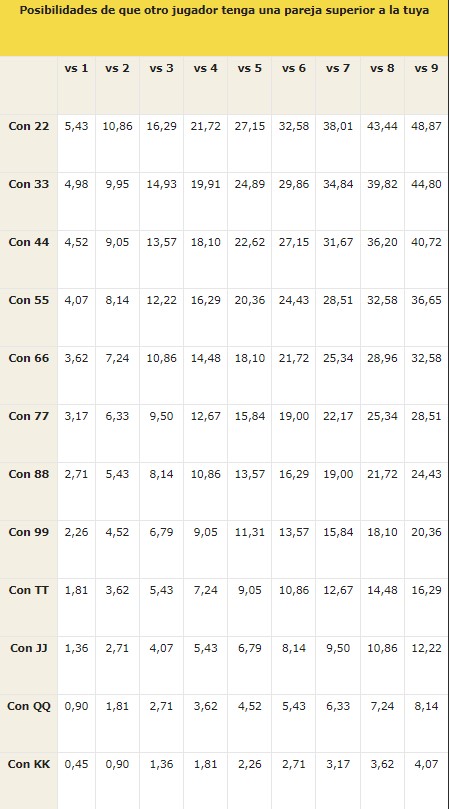 Posibilidades de que otro jugador tenga una pareja superior a la tuya
vs 1 vs 2 vs 3 vs 4 vs 5 vs 6 vs 7 vs 8 vs 9
Con 22 5,43 10,86 16,29 21,72 27,15 32,58 38,01 43,44 48,87
Con 33 4,98 9,95 14,93 19,91 24,89 29,86 34,84 39,82 44,80
Con 44 4,52 9,05 13,57 18,10 22,62 27,15 31,67 36,20 40,72
Con 55 4,07 8,14 12,22 16,29 20,36 24,43 28,51 32,58 36,65
Con 66 3,62 7,24 10,86 14,48 18,10 21,72 25,34 28,96 32,58
Con 77 3,17 6,33 9,50 12,67 15,84 19,00 22,17 25,34 28,51
Con 88 2,71 5,43 8,14 10,86 13,57 16,29 19,00 21,72 24,43
Con 99 2,26 4,52 6,79 9,05 11,31 13,57 15,84 18,10 20,36
Con TT 1,81 3,62 5,43 7,24 9,05 10,86 12,67 14,48 16,29
Con JJ 1,36 2,71 4,07 5,43 6,79 8,14 9,50 10,86 12,22
Con QQ 0,90 1,81 2,71 3,62 4,52 5,43 6,33 7,24 8,14
Con KK 0,45 0,90 1,36 1,81 2,26 2,71 3,17 3,62 4,07